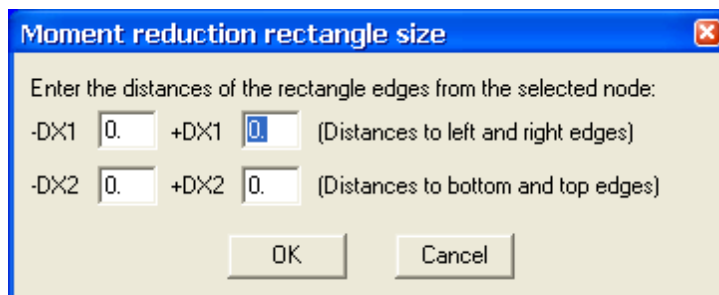 Moment reduction rectangle size
Enter the distances of the rectangle edges from the selected node:
-DX1 0. +DX1 0. (Distances to left and right edges)
-DX2 0. +DX2 0. (Distances to bottom and top edges)
OK Cancel